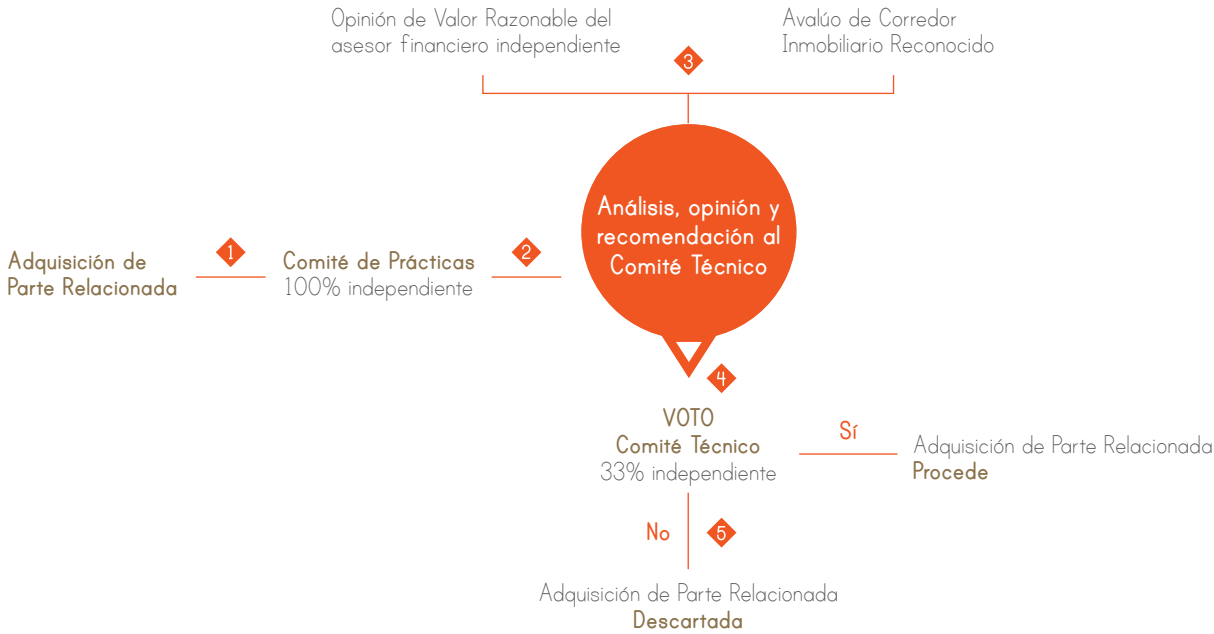 Opinión de Valor Razonable del
asesor financiero independiente
Avalúo de Corredor
Inmobiliario Reconocido
3
Análisis, opinión y
recomendación al
Comité Técnico
Adquisición de
Parte Relacionada
1
Comité de Prácticas
100% independiente
2
4
VOTO
Comité Técnico
33% independiente
Sí
Adquisición de Parte Relacionada
Procede
No
5
Adquisición de Parte Relacionada
Descartada